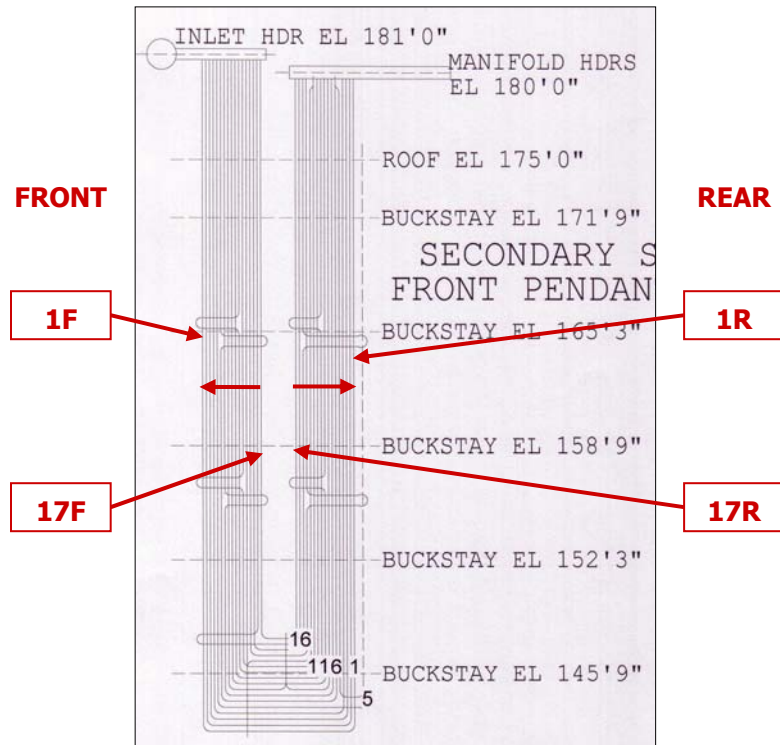 INLET HDR EL 181'0"
MANIFOLD HDRS
EL 180'0"
ROOF EL 175'0"
FRONT
REAR
BUCKSTAY EL 171'9"
SECONDARY S
FRONT PENDAN
1F
1R
BUCKSTAY EL 165'3"
BUCKSTAY EL 158'9"
17F
17R
BUCKSTAY EL 152'3"
16
116 1
BUCKSTAY EL 145'9"
5